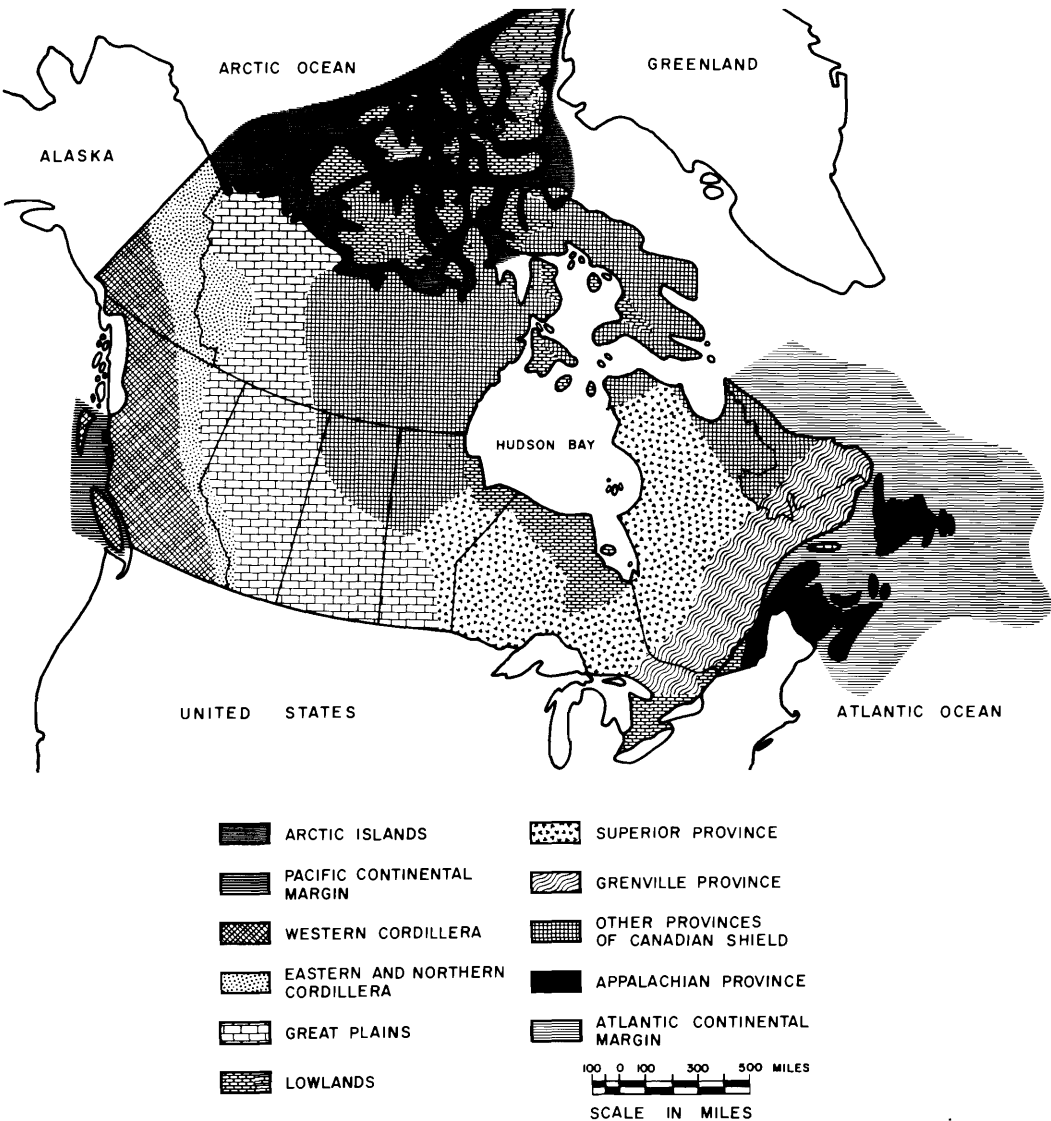 ARCTIC OCEAN
GREENLAND
ALASKA
HUDSON BAY
UNITED STATES
ATLANTIC OCEAN
ARCTIC ISLANDS
PACIFIC CONTINENTAL
MARGIN
WESTERN CORDILLERA
EASTERN AND NORTHERN
CORDILLERA
GREAT PLAINS
LOWLANDS
SUPERIOR PROVINCE
GRENVILLE PROVINCE
OTHER PROVINCES
OF CANADIAN SHIELD
APPALACHIAN PROVINCE
ATLANTIC CONTINENTAL
MARGIN
100 0 100 300 500 MILES
SCALE IN MILES